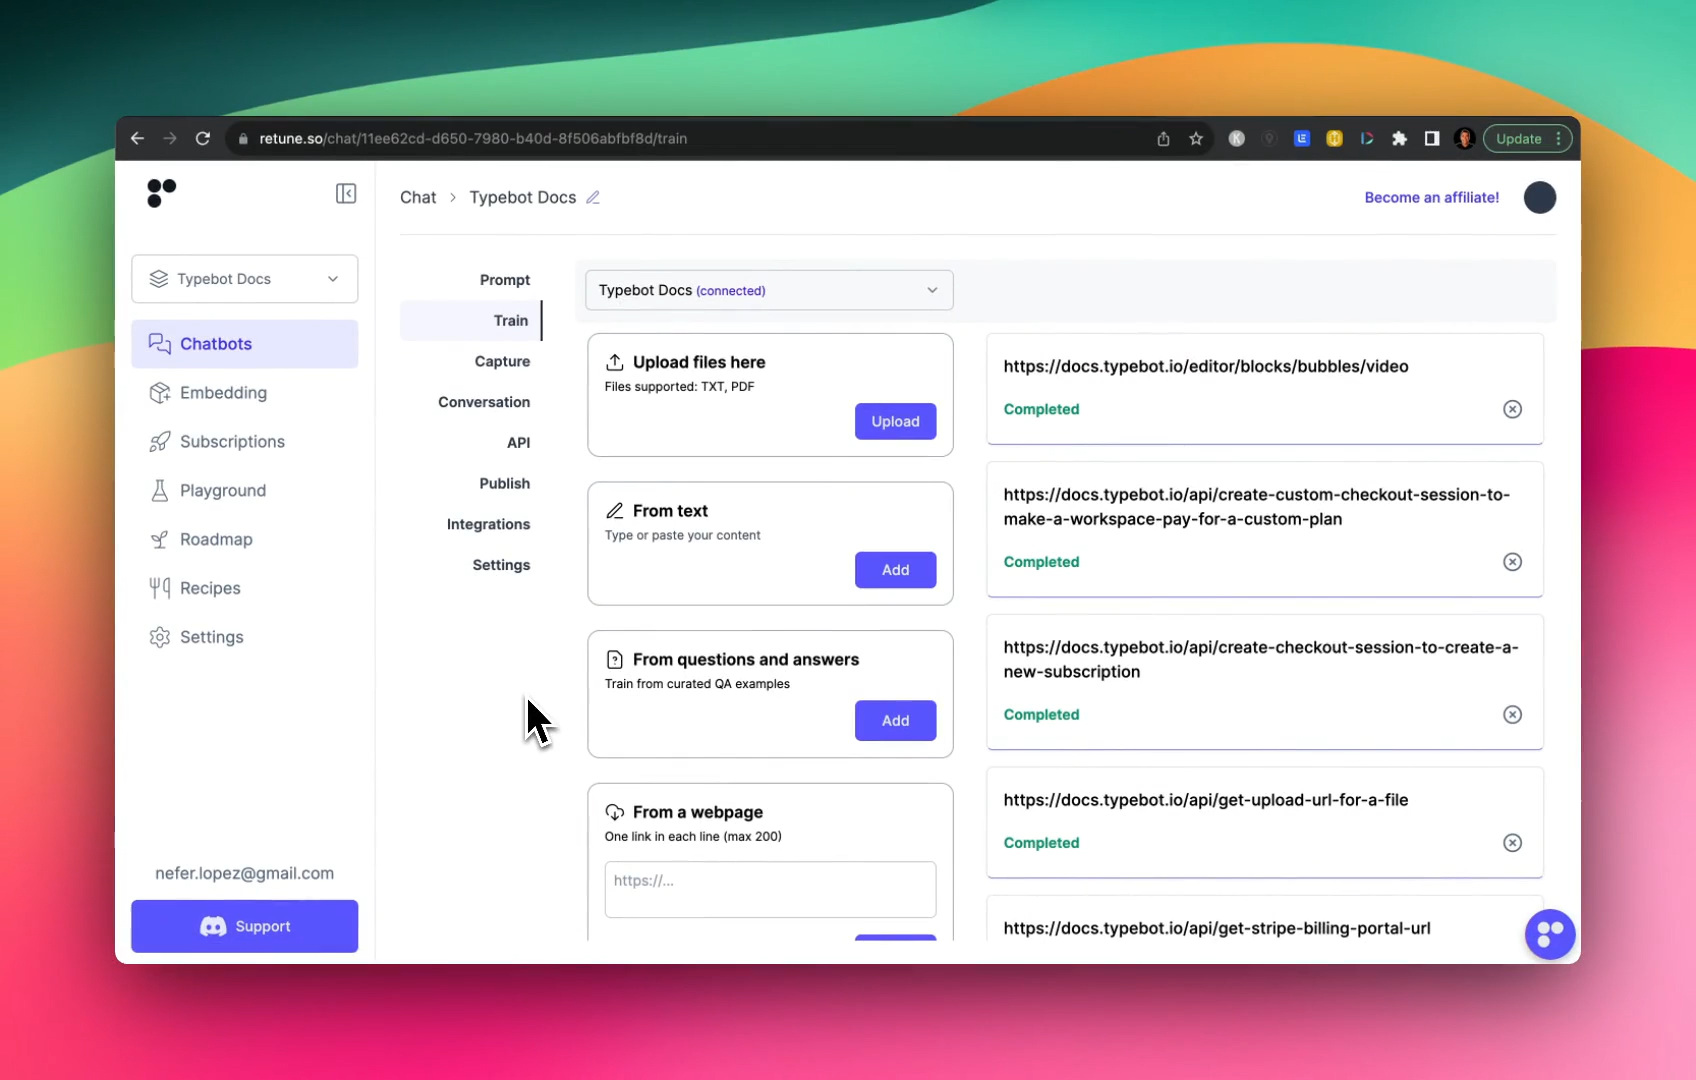 retune.so/chat/11ee62cd-d650-7980-b40d-8f506abfbf8d/train
Update
Chat > Typebot Docs
Become an affiliate!
Typebot Docs
Chatbots
Embedding
Subscriptions
Playground
Roadmap
Recipes
Settings
nefer.lopez@gmail.com
Support
Prompt
Train
Capture
Conversation
API
Publish
Integrations
Settings
Typebot Docs (connected)
Upload files here
Files supported: TXT, PDF
Upload
From text
Type or paste your content
Add
From questions and answers
Train from curated QA examples
Add
From a webpage
One link in each line (max 200)
https://...
https://docs.typebot.io/editor/blocks/bubbles/video
Completed
https://docs.typebot.io/api/create-custom-checkout-session-to-
make-a-workspace-pay-for-a-custom-plan
Completed
https://docs.typebot.io/api/create-checkout-session-to-create-a-
new-subscription
Completed
https://docs.typebot.io/api/get-upload-url-for-a-file
Completed
https://docs.typebot.io/api/get-stripe-billing-portal-url